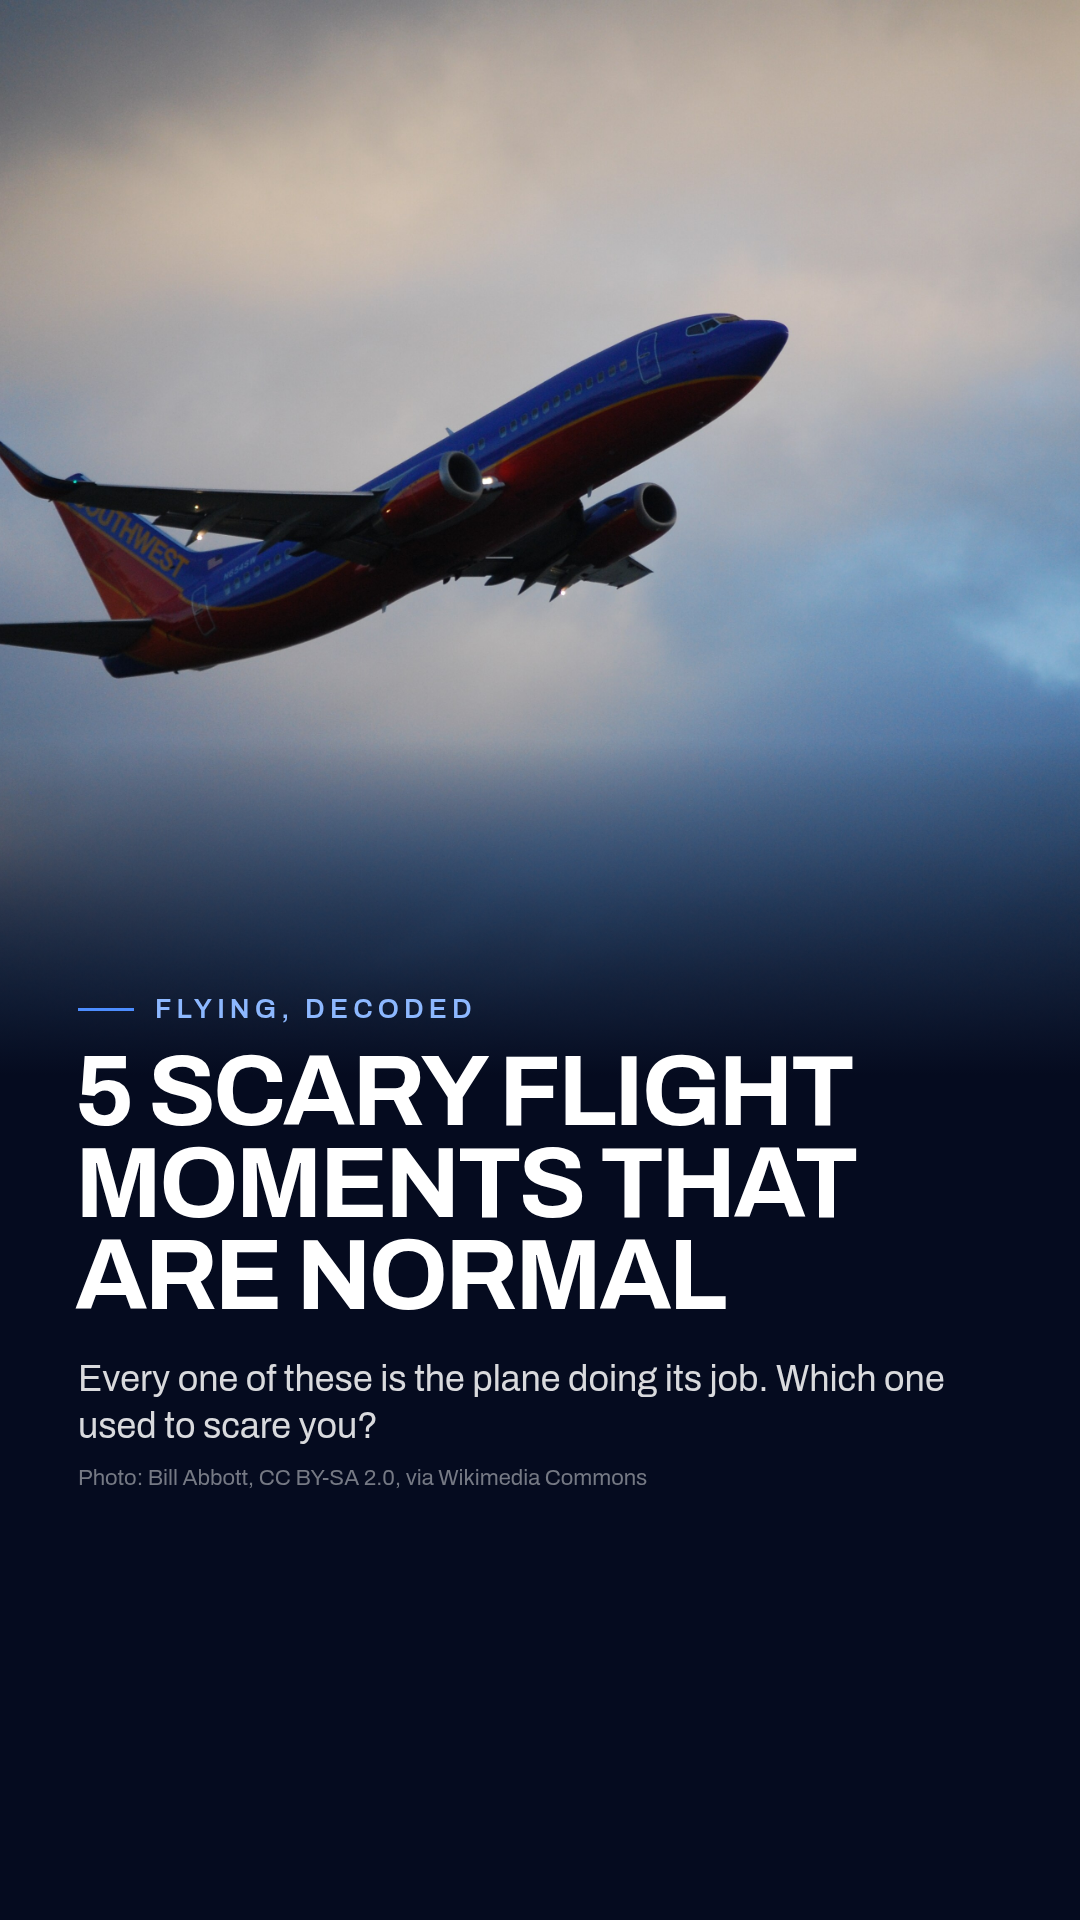 SOUTHWEST
FLYING, DECODED
5 SCARY FLIGHT
MOMENTS THAT
ARE NORMAL
Every one of these is the plane doing its job. Which one
used to scare you?
Photo: Bill Abbott, CC BY-SA 2.0, via Wikimedia Commons